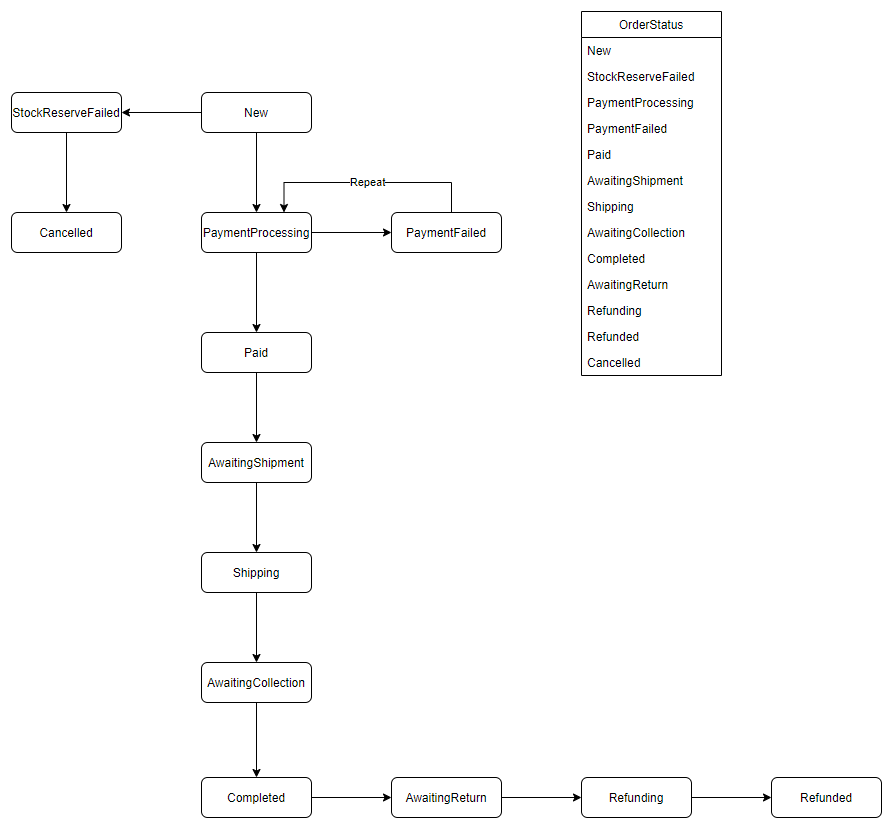 OrderStatus
New
StockReserveFailed
PaymentProcessing
PaymentFailed
Paid
AwaitingShipment
Shipping
AwaitingCollection
Completed
AwaitingReturn
Refunding
Refunded
Cancelled
StockReserveFailed
New
Repeat
Cancelled
PaymentProcessing
PaymentFailed
Paid
AwaitingShipment
Shipping
AwaitingCollection
Completed
AwaitingReturn
Refunding
Refunded